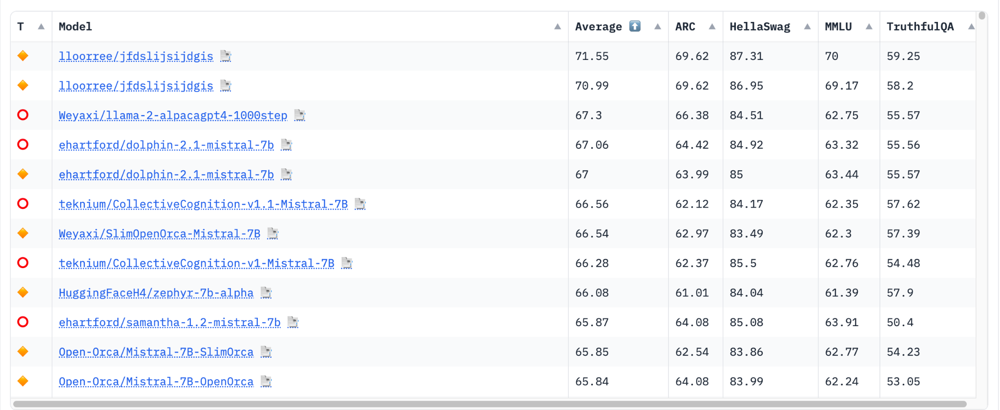 T Model Average ARC HellaSwag MMLU TruthfulQA
lloorree/jfdslijsijdgis 71.55 69.62 87.31 70 59.25
lloorree/jfdslijsijdgis 70.99 69.62 86.95 69.17 58.2
Weyaxi/llama-2-alpacagpt4-1000step 67.3 66.38 84.51 62.75 55.57
ehartford/dolphin-2.1-mistral-7b 67.06 64.42 84.92 63.32 55.56
ehartford/dolphin-2.1-mistral-7b 67 63.99 85 63.44 55.57
teknium/CollectiveCognition-v1.1-Mistral-7B 66.56 62.12 84.17 62.35 57.62
Weyaxi/SlimOpenOrca-Mistral-7B 66.54 62.97 83.49 62.3 57.39
teknium/CollectiveCognition-v1-Mistral-7B 66.28 62.37 85.5 62.76 54.48
HuggingFaceH4/zephyr-7b-alpha 66.08 61.01 84.04 61.39 57.9
ehartford/samantha-1.2-mistral-7b 65.87 64.08 85.08 63.91 50.4
Open-Orca/Mistral-7B-SlimOrca 65.85 62.54 83.86 62.77 54.23
Open-Orca/Mistral-7B-OpenOrca 65.84 64.08 83.99 62.24 53.05